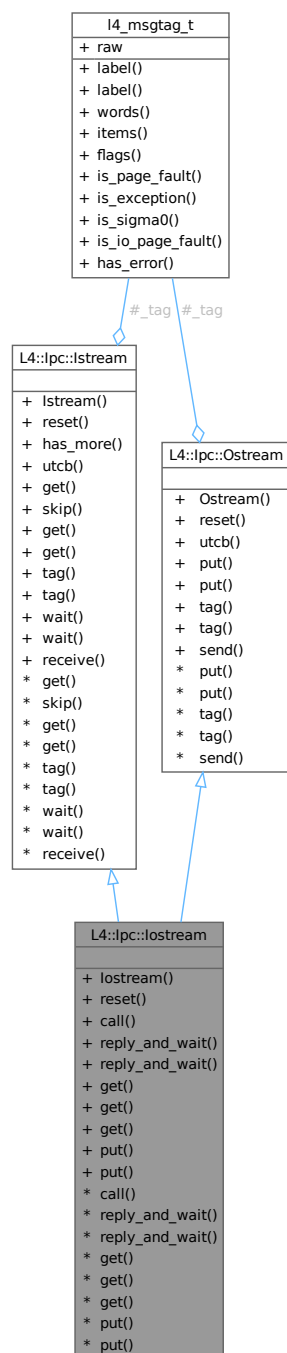 l4_msgtag_t
+ raw
+ label()
+ label()
+ words()
+ items()
+ flags()
+ is_page_fault()
+ is_exception()
+ is_sigma0()
+ is_io_page_fault()
+ has_error()
#_tag
#_tag
L4::Ipc::Istream
+ Istream()
+ reset()
+ has_more()
+ utcb()
+ get()
+ skip()
+ get()
+ get()
+ tag()
+ tag()
+ wait()
+ wait()
+ receive()
* get()
* skip()
* get()
* get()
* tag()
* tag()
* wait()
* wait()
* receive()
L4::Ipc::Ostream
+ Ostream()
+ reset()
+ utcb()
+ put()
+ put()
+ tag()
+ tag()
+ send()
* put()
* put()
* tag()
* tag()
* send()
L4::Ipc::Iostream
+ Iostream()
+ reset()
+ call()
+ reply_and_wait()
+ reply_and_wait()
+ get()
+ get()
+ get()
+ put()
+ put()
* call()
* reply_and_wait()
* reply_and_wait()
* get()
* get()
* get()
* put()
* put()